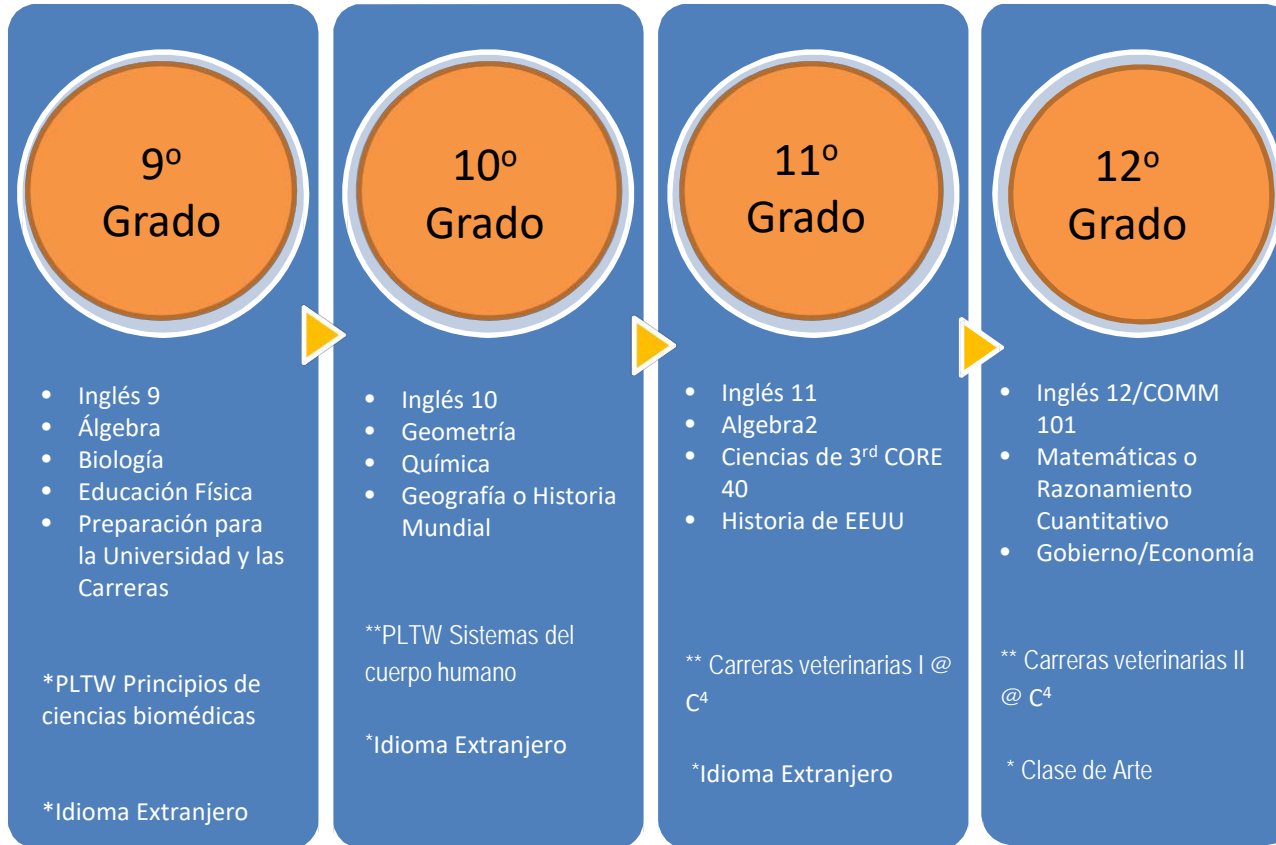 9º
Grado
• Inglés 9
• Álgebra
• Biología
• Educación Física
• Preparación para
la Universidad y las
Carreras
*PLTW Principios de
ciencias biomédicas
*Idioma Extranjero
10º
Grado
• Inglés 10
• Geometría
• Química
• Geografía o Historia
Mundial
**PLTW Sistemas del
cuerpo humano
*Idioma Extranjero
11º
Grado
• Inglés 11
• Algebra2
• Ciencias de 3rd CORE
40
• Historia de EEUU
** Carreras veterinarias I @
C4
*Idioma Extranjero
12º
Grado
• Inglés 12/COMM
101
• Matemáticas o
Razonamiento
Cuantitativo
• Gobierno/Economía
** Carreras veterinarias II
@ C4
* Clase de Arte